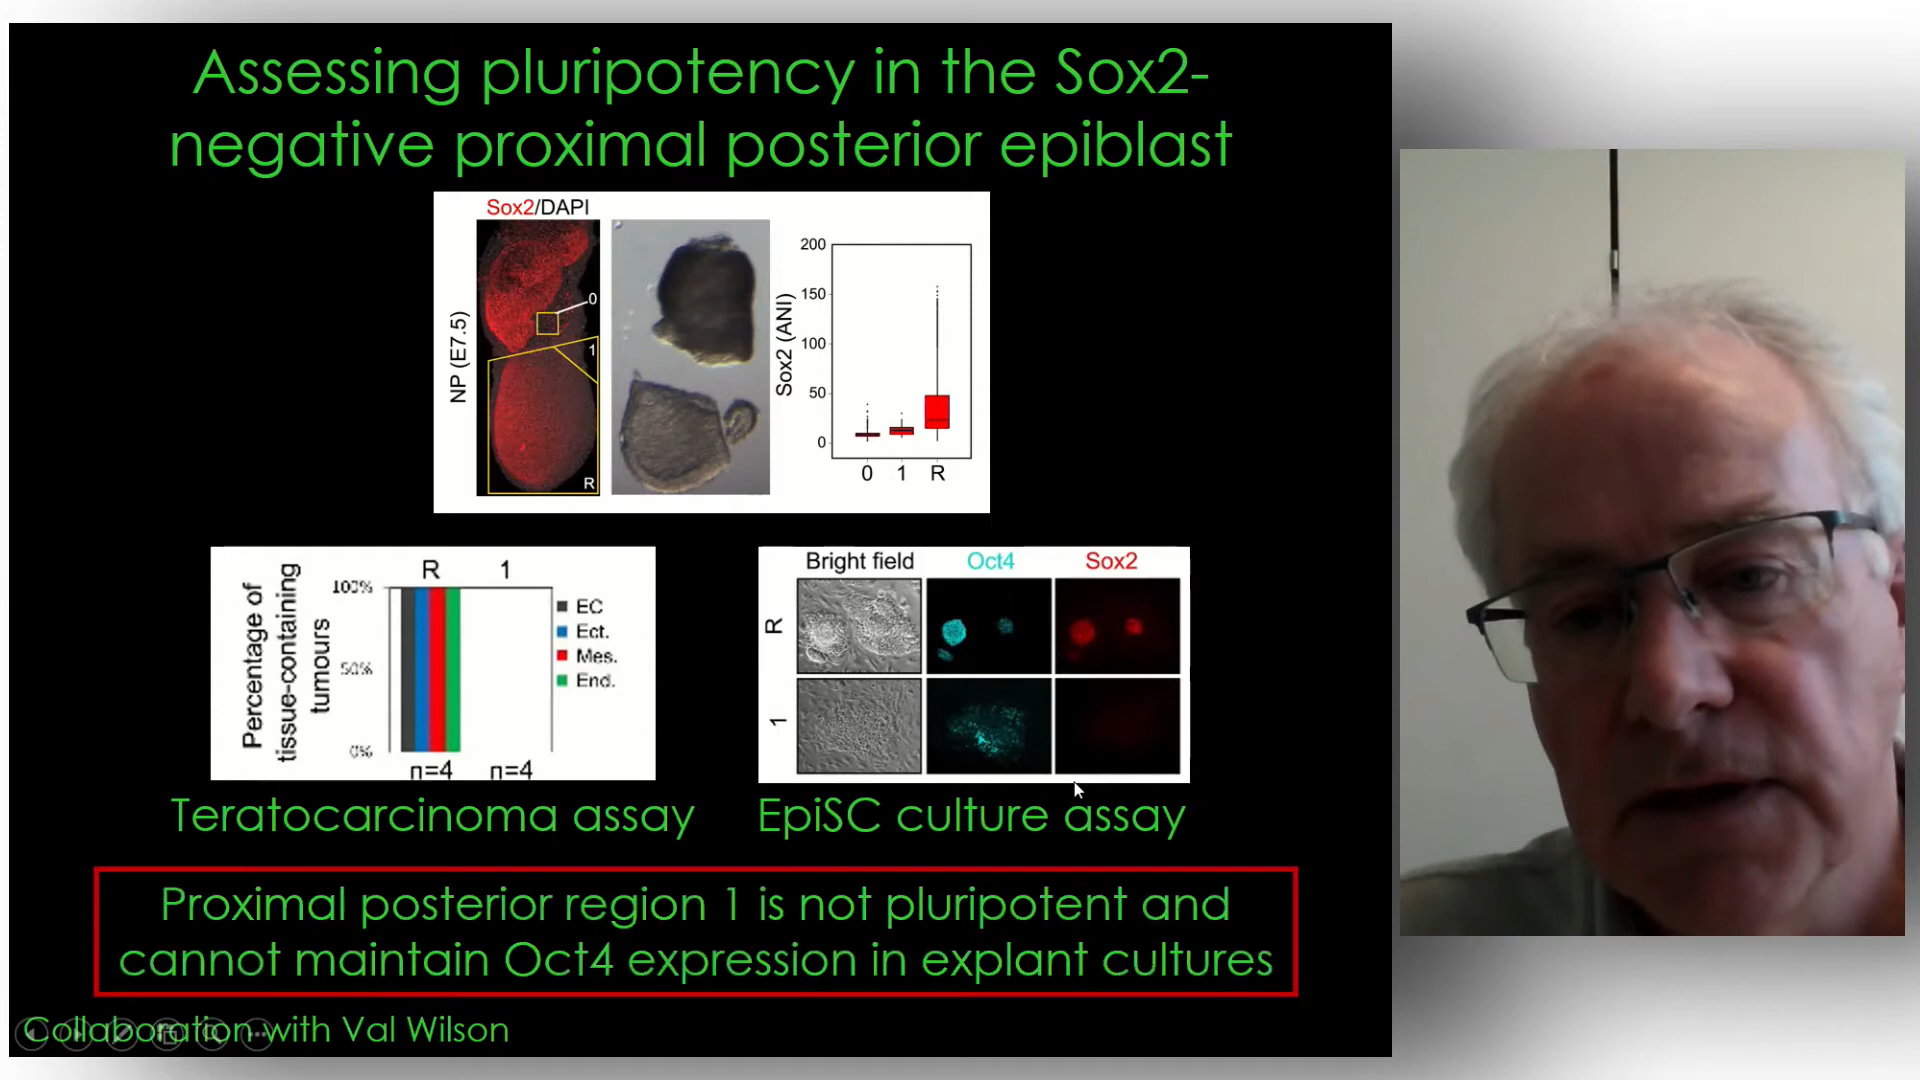 Assessing pluripotency in the Sox2-
negative proximal posterior epiblast
Sox2/DAPI
NP (E7.5)
0
1
R
Sox2 (ANI)
200
150
100
50
0
0 1 R
Percentage of
tissue-containing
tumours
R 1
100%
50%
0%
n=4 n=4
EC
Ect.
Mes.
End.
Bright field Oct4 Sox2
R
1
Teratocarcinoma assay
EpiSC culture assay
Proximal posterior region 1 is not pluripotent and
cannot maintain Oct4 expression in explant cultures
Collaboration with Val Wilson